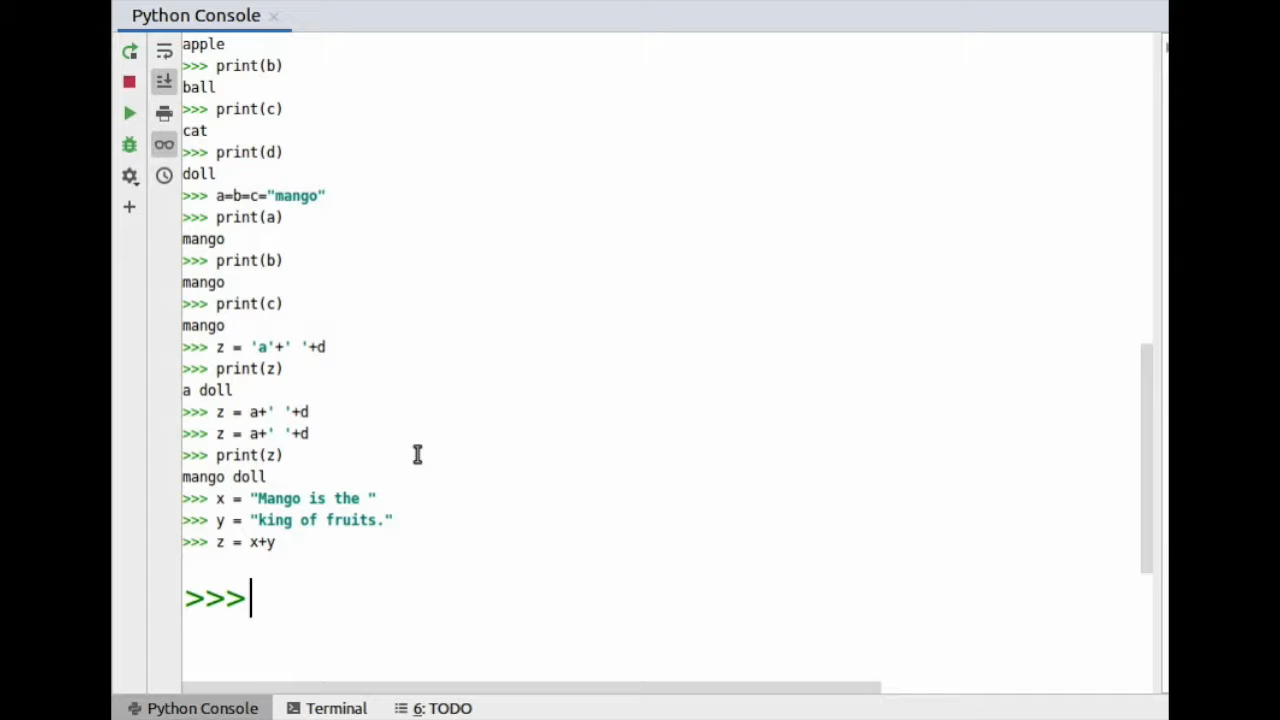 Python Console
apple
>>> print(b)
ball
>>> print(c)
cat
>>> print(d)
doll
>>> a=b=c="mango"
>>> print(a)
mango
>>> print(b)
mango
>>> print(c)
mango
>>> z = 'a'+' '+d
>>> print(z)
a doll
>>> z = a+' '+d
>>> z = a+' '+d
>>> print(z)
mango doll
>>> x = "Mango is the "
>>> y = "king of fruits."
>>> z = x+y
>>>
Python Console Terminal 6: TODO